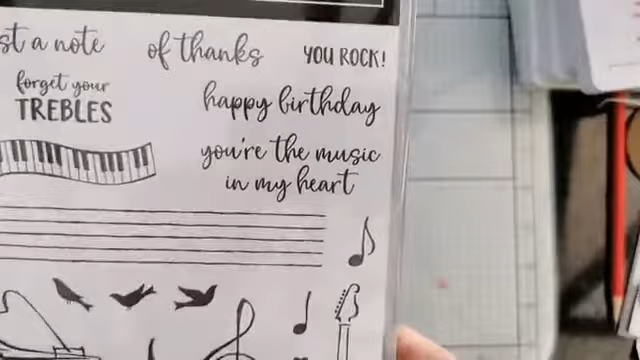 st a note
of thanks
YOU ROCK!
forget your
TREBLES
happy birthday
you're the music
in my heart